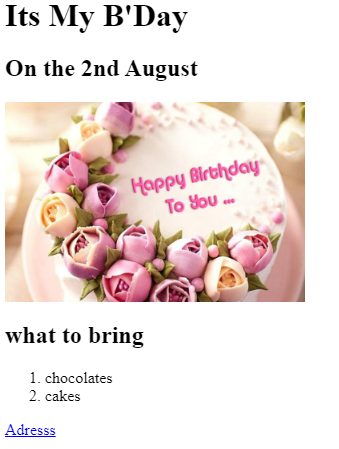 Its My B'Day
On the 2nd August
Happy Birthday
To You ...
what to bring
1. chocolates
2. cakes
Adresss